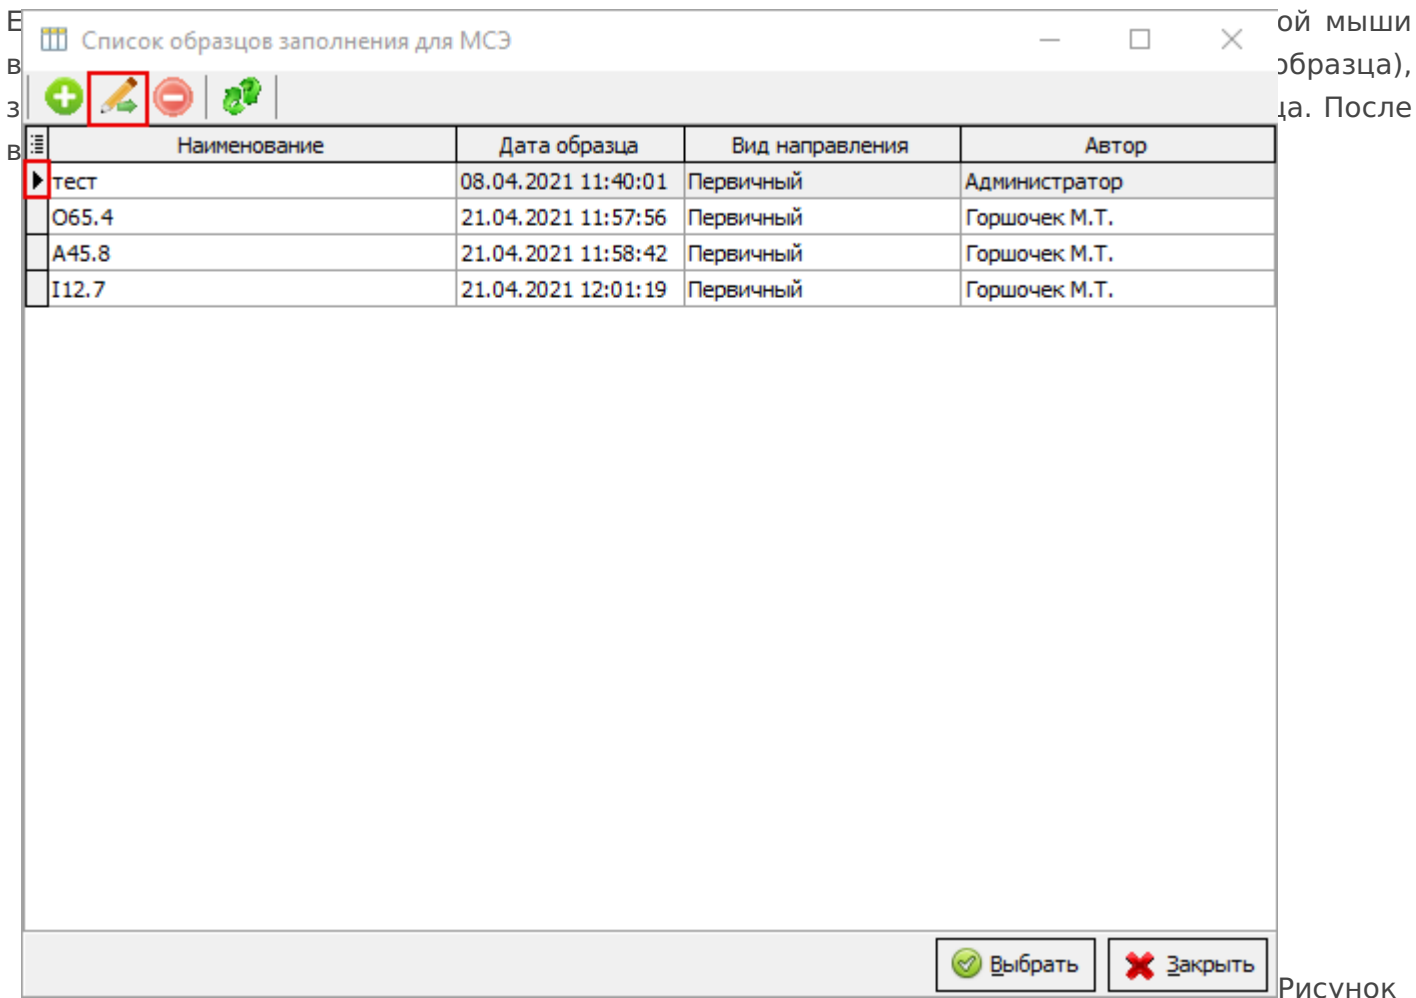 ой мыши
Список образцов заполнения для МСЭ
образца),
ца. После
Наименование Дата образца Вид направления Автор
тест 08.04.2021 11:40:01 Первичный Администратор
O65.4 21.04.2021 11:57:56 Первичный Горшочек М.Т.
A45.8 21.04.2021 11:58:42 Первичный Горшочек М.Т.
I12.7 21.04.2021 12:01:19 Первичный Горшочек М.Т.
Выбрать Закрыть
Рисунок